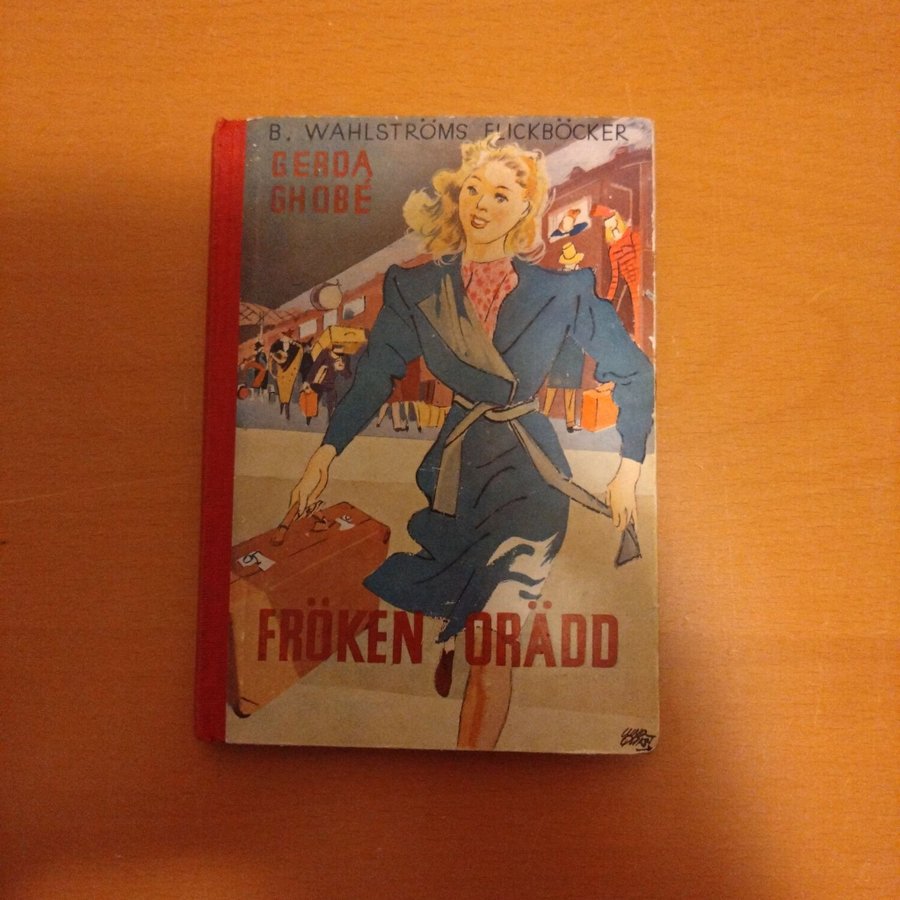 B. WAHLSTRÖMS FLICKBÖCKER
GERDA
GHOBÉ
FRÖKEN ORÄDD